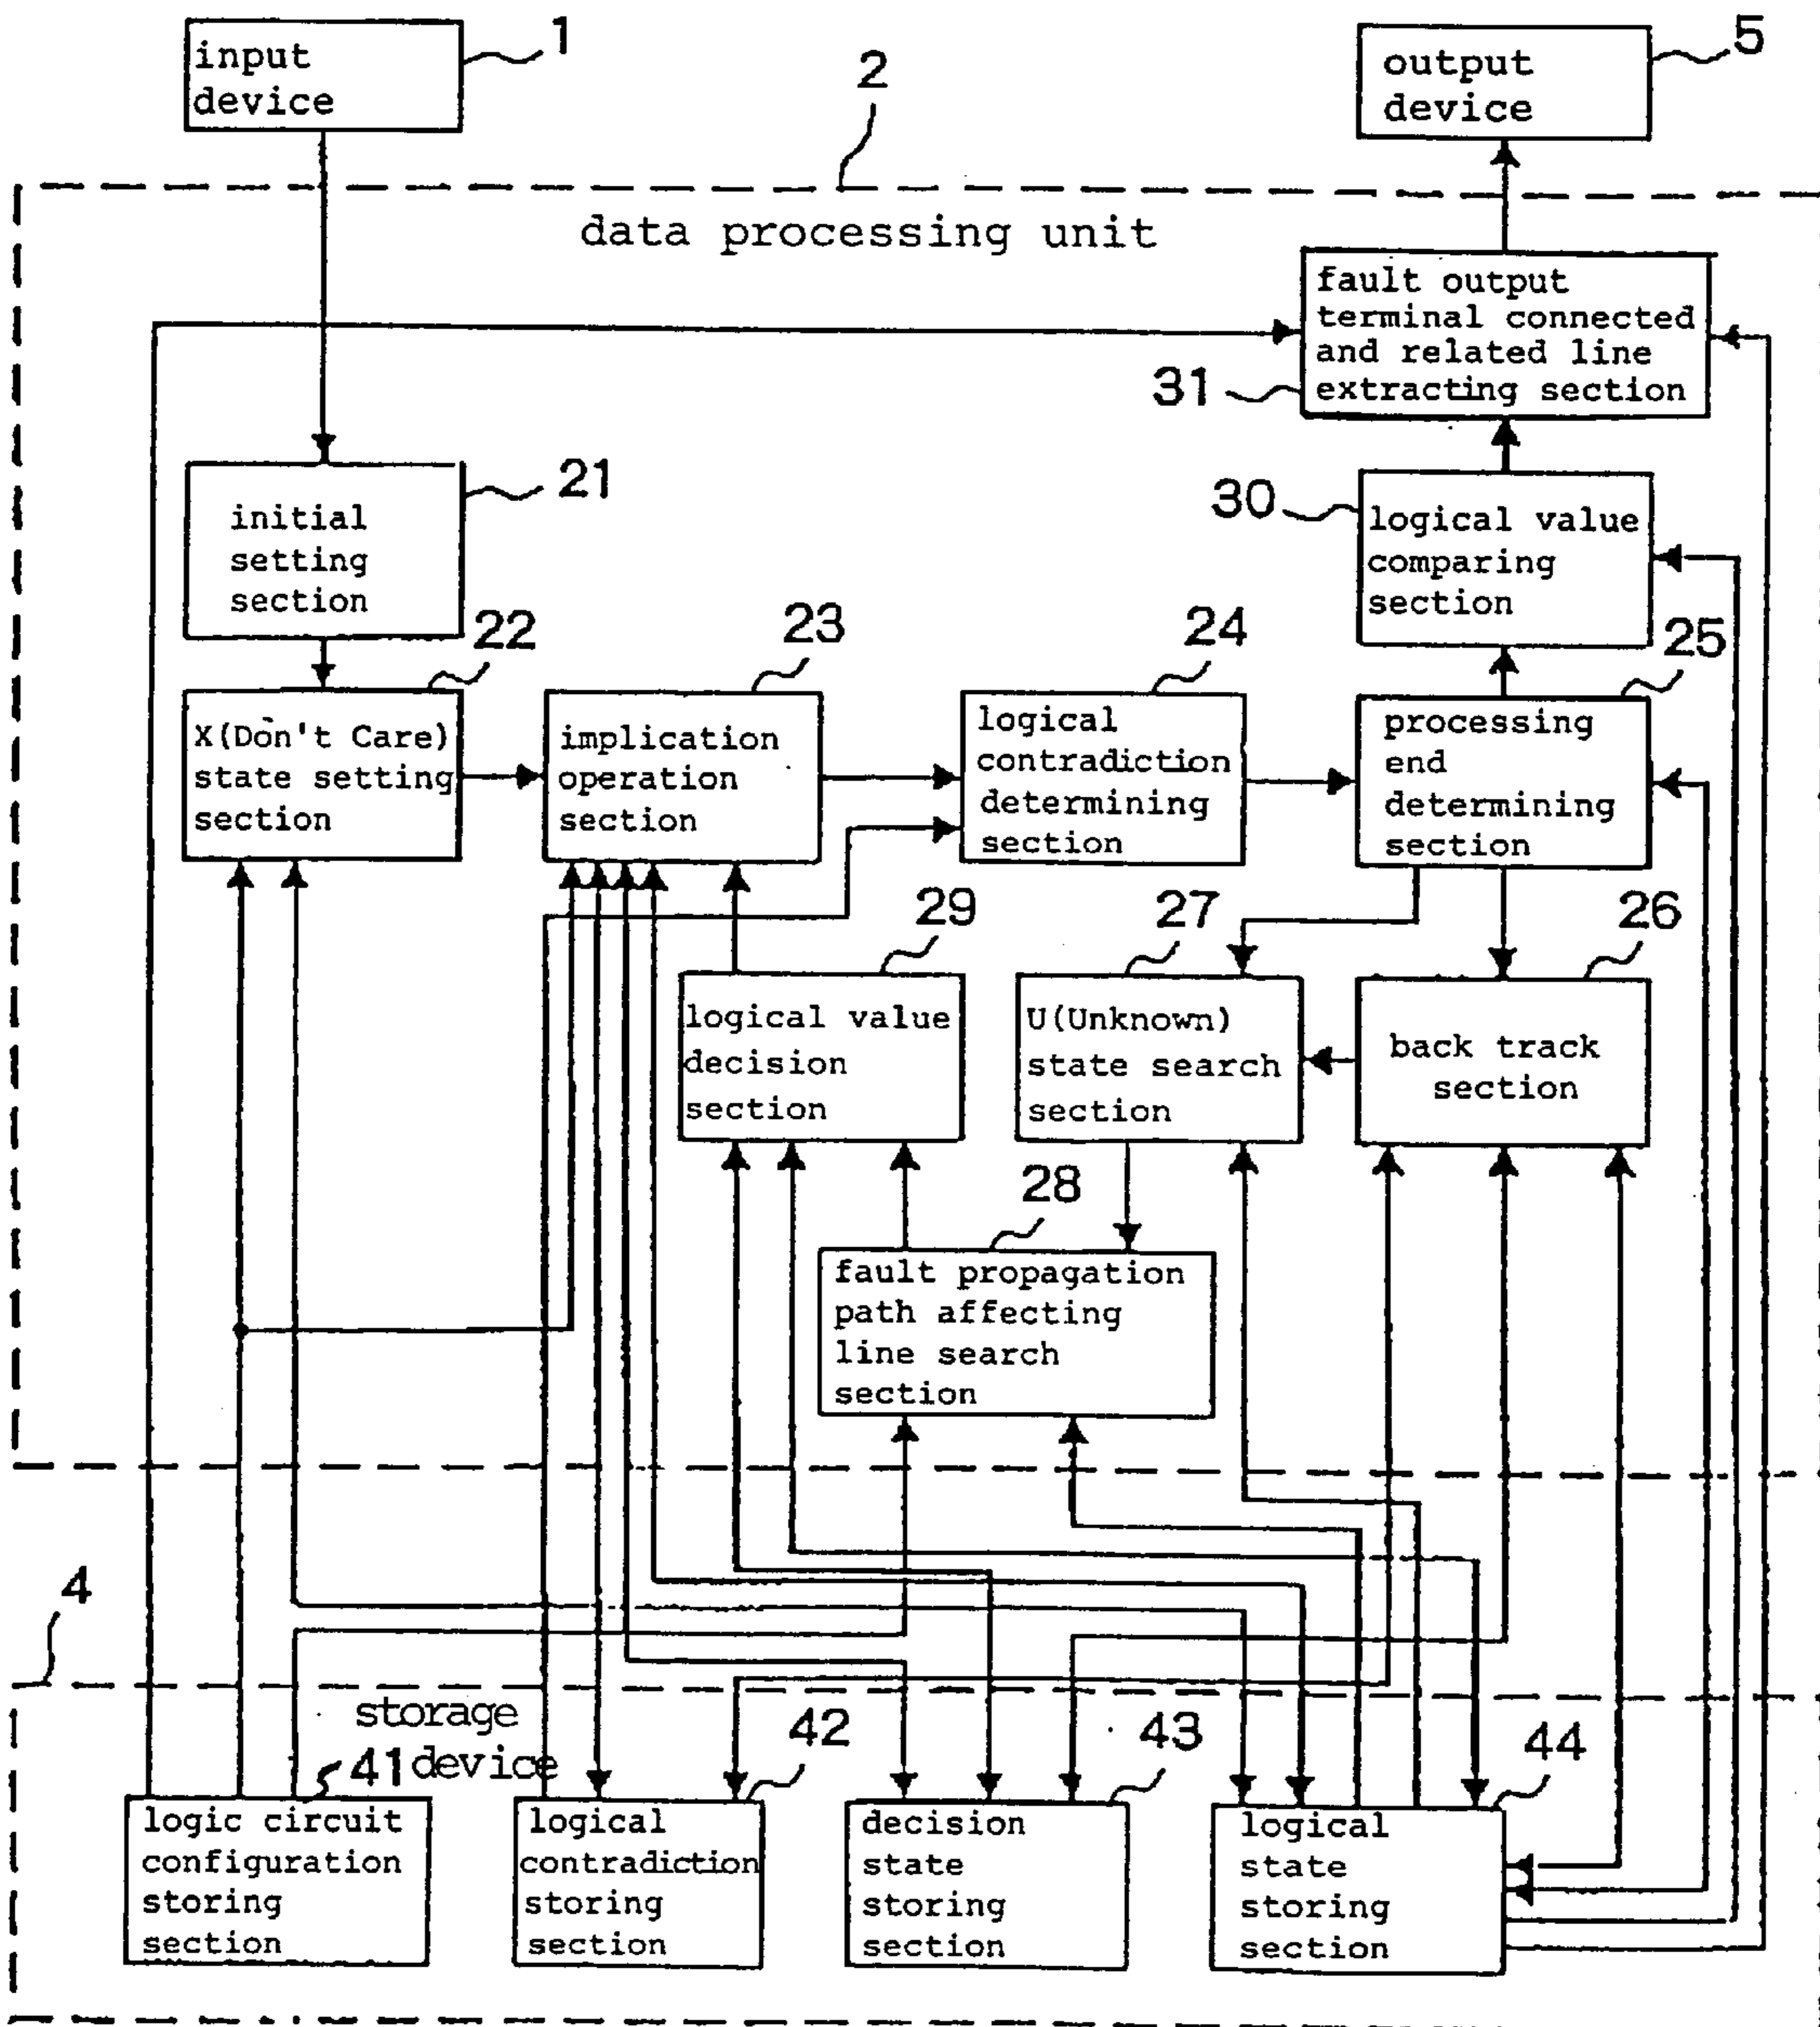 input
device
1
output
device
5
2
data processing unit
fault output
terminal connected
and related line
extracting section
31
initial
setting
section
21
logical value
comparing
section
30
X(Don't Care)
state setting
section
22
implication
operation
section
23
logical
contradiction
determining
section
24
processing
end
determining
section
25
logical value
decision
section
29
U(Unknown)
state search
section
27
back track
section
26
fault propagation
path affecting
line search
section
28
4
storage
device
41
logic circuit
configuration
storing
section
42
logical
contradiction
storing
section
43
decision
state
storing
section
44
logical
state
storing
section